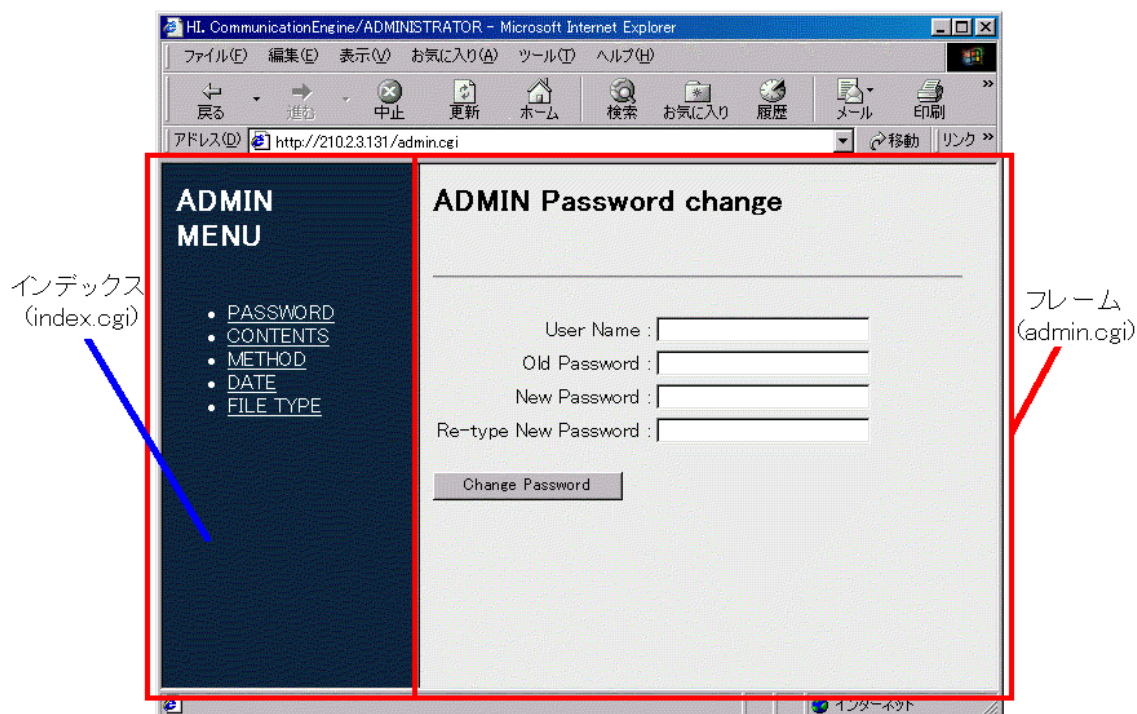 HI. CommunicationEngine/ADMINISTRATOR - Microsoft Internet Explorer
ファイル(F) 編集(E) 表示(V) お気に入り(A) ツール(T) ヘルプ(H)
戻る 進む 中止 更新 ホーム 検索 お気に入り 履歴 メール 印刷 »
アドレス(D) http://210.2.3.131/admin.cgi 移動 リンク »
ADMIN
MENU
PASSWORD
CONTENTS
METHOD
DATE
FILE TYPE
ADMIN Password change
User Name :
Old Password :
New Password :
Re-type New Password :
Change Password
インデックス
(index.cgi)
フレーム
(admin.cgi)
インターネット